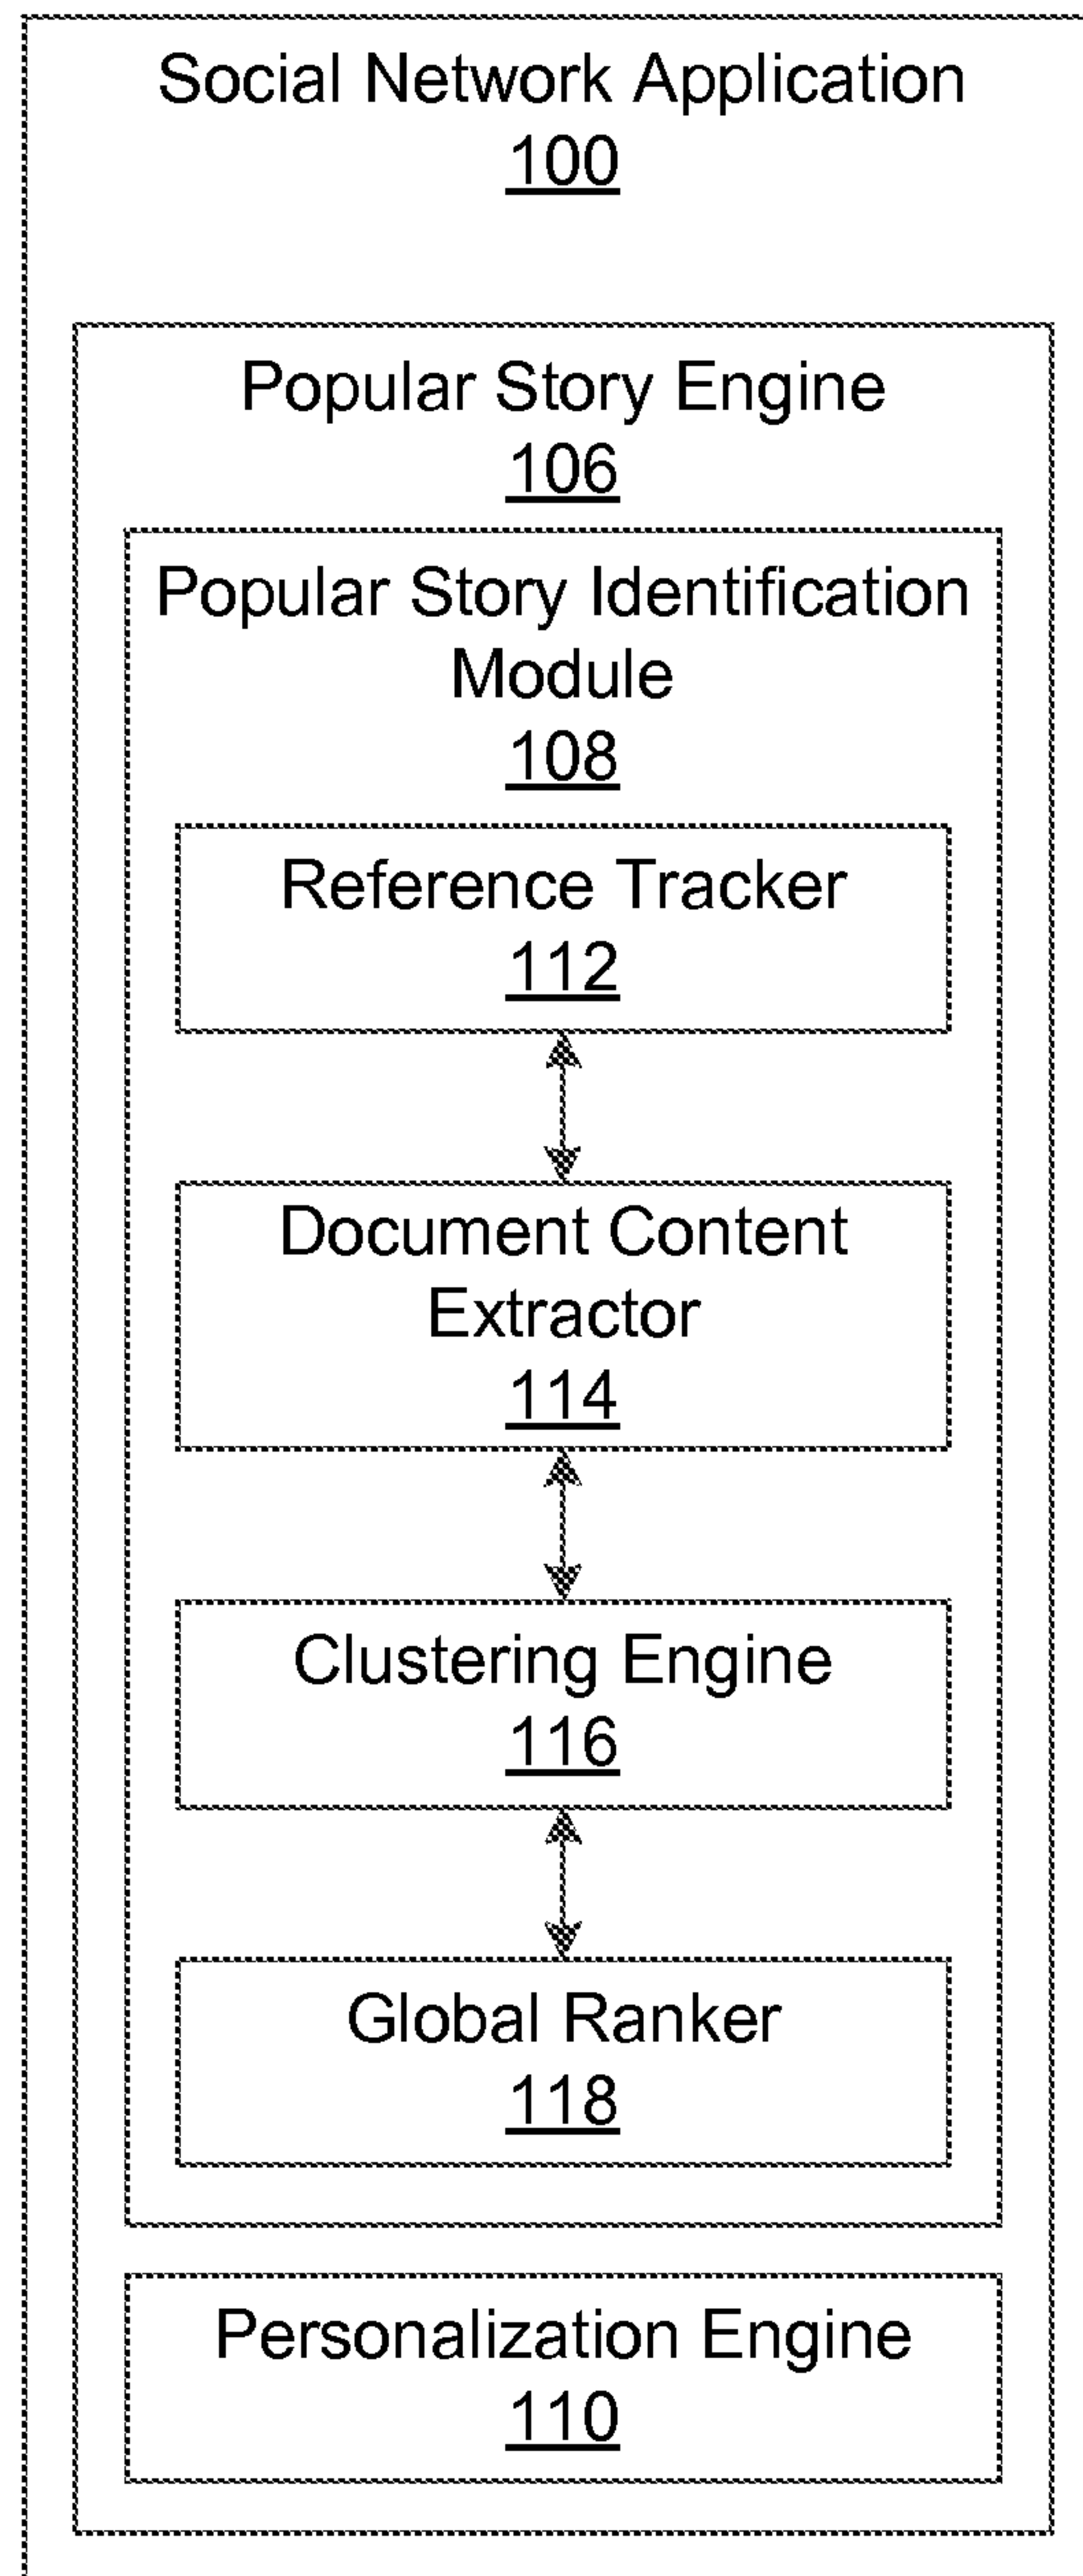 Social Network Application
100
Popular Story Engine
106
Popular Story Identification
Module
108
Reference Tracker
112
Document Content
Extractor
114
Clustering Engine
116
Global Ranker
118
Personalization Engine
110